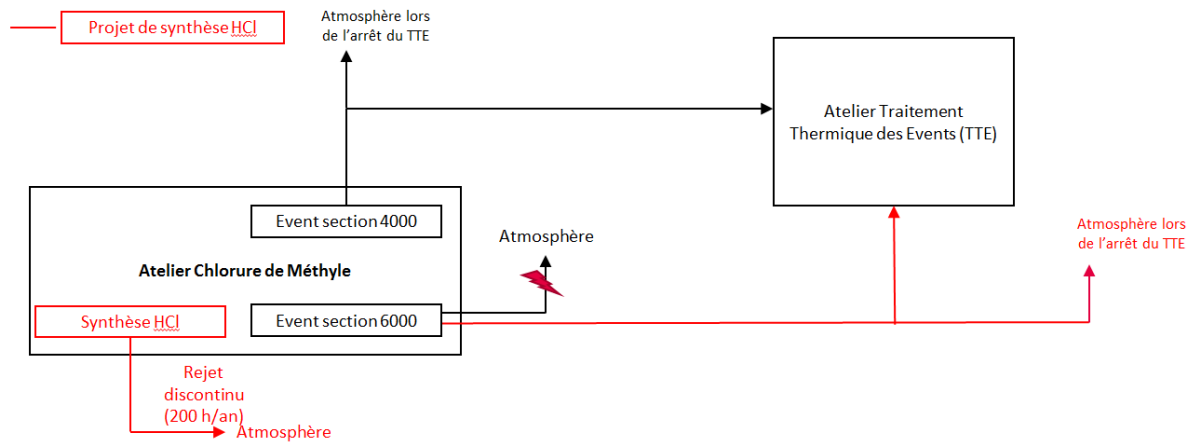 Projet de synthèse HCl
Atmosphère lors
de l'arrêt du TTE
Atelier Traitement
Thermique des Events (TTE)
Event section 4000
Atmosphère
Atmosphère lors
de l'arrêt du TTE
Atelier Chlorure de Méthyle
Synthèse HCl
Event section 6000
Rejet
discontinu
(200 h/an)
Atmosphère